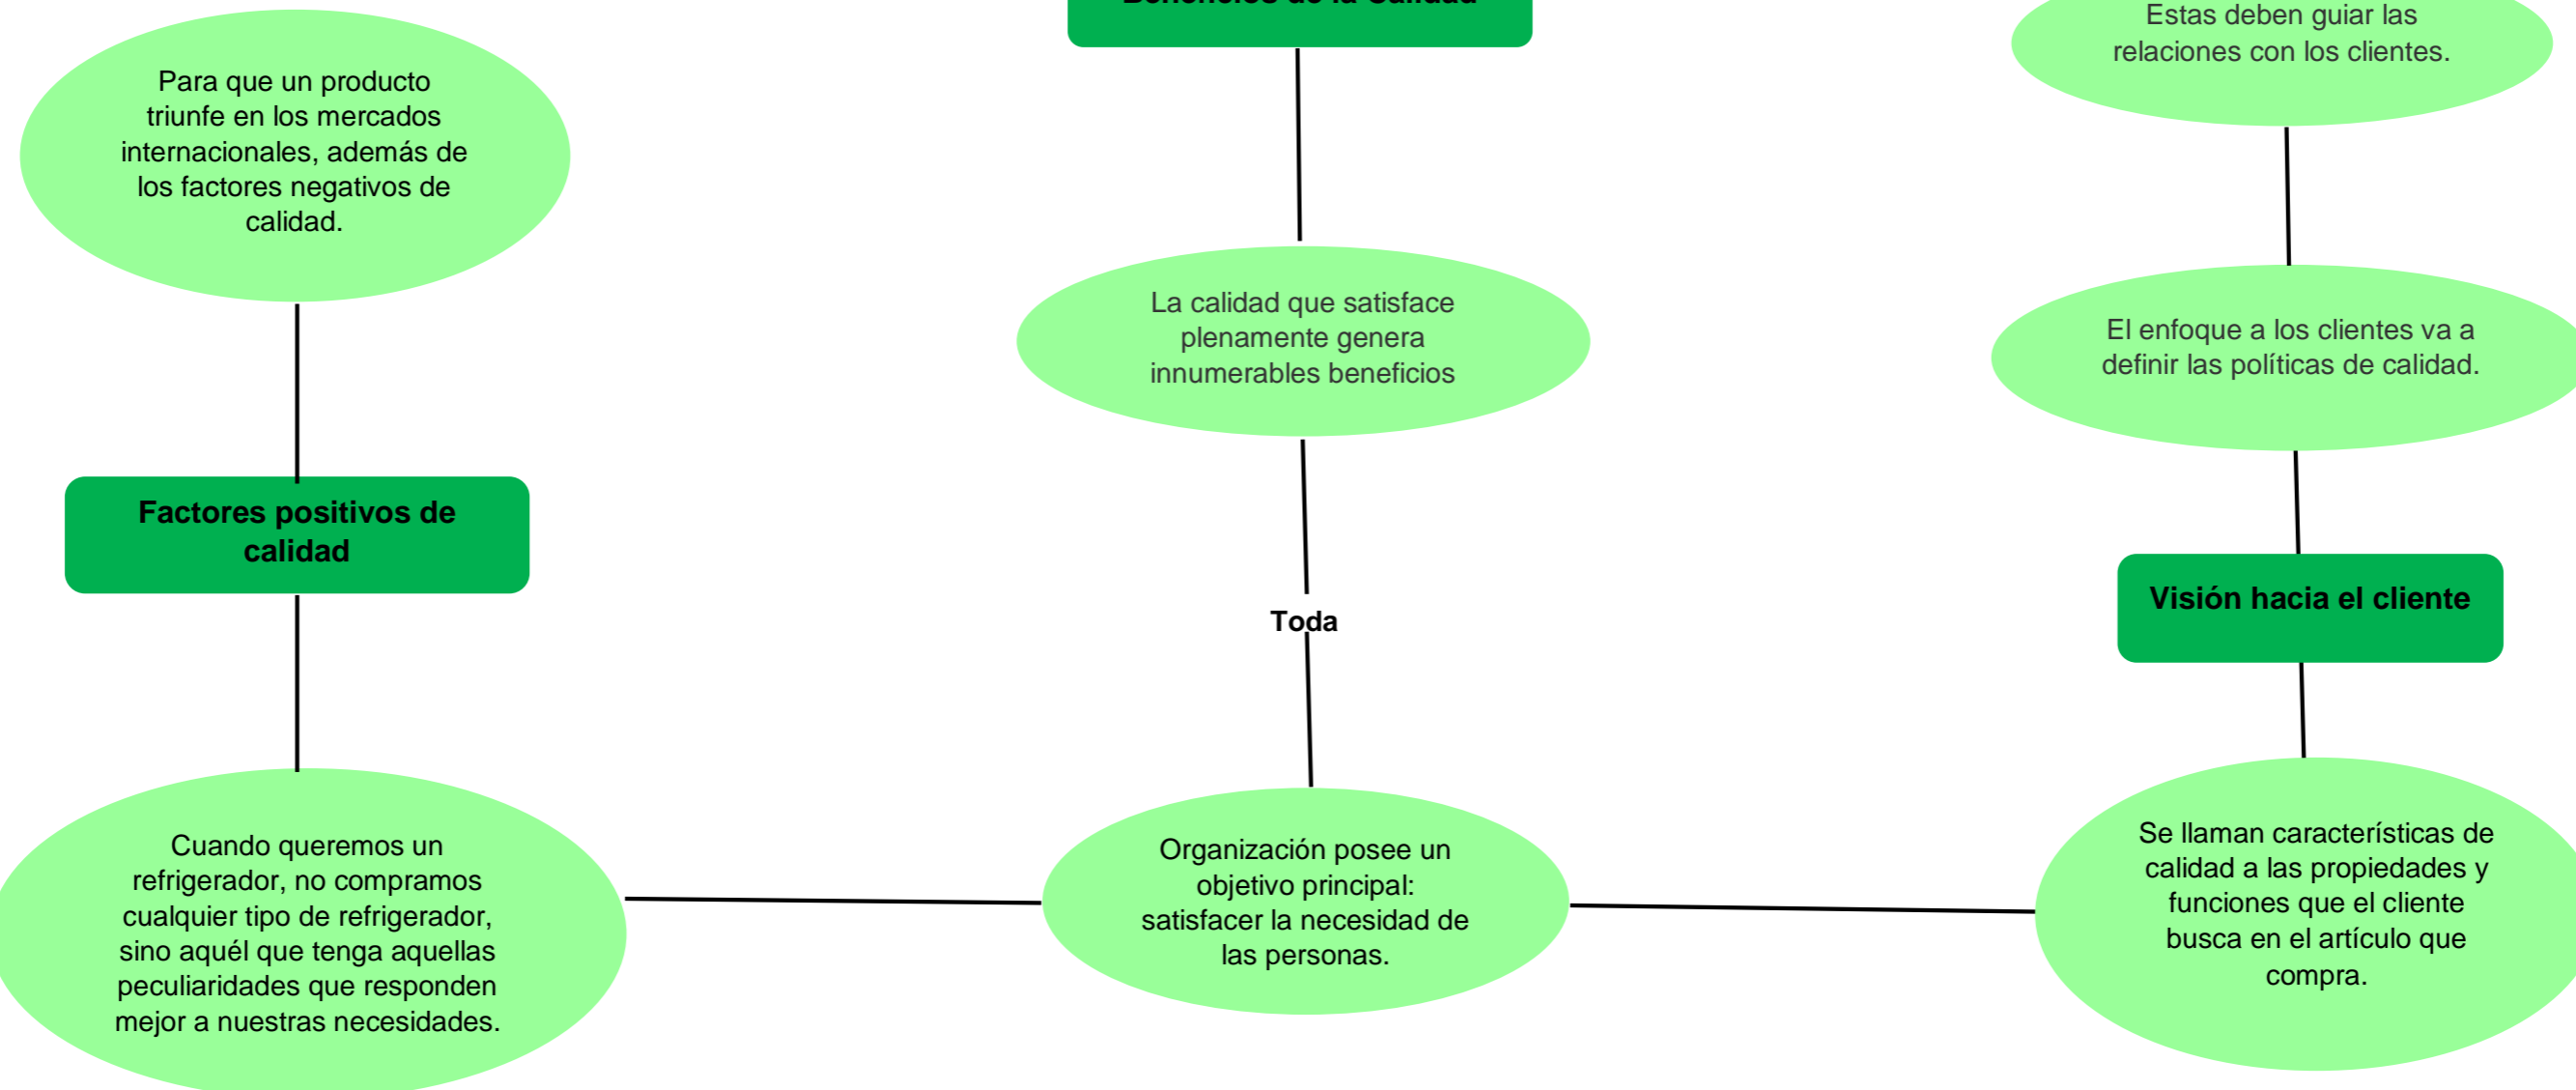 Para que un producto
triunfe en los mercados
internacionales, además de
los factores negativos de
calidad.
Factores positivos de
calidad
Cuando queremos un
refrigerador, no compramos
cualquier tipo de refrigerador,
sino aquél que tenga aquellas
peculiaridades que responden
mejor a nuestras necesidades.
Beneficios de la Calidad
La calidad que satisface
plenamente genera
innumerables beneficios
Toda
Organización posee un
objetivo principal:
satisfacer la necesidad de
las personas.
Estas deben guiar las
relaciones con los clientes.
El enfoque a los clientes va a
definir las políticas de calidad.
Visión hacia el cliente
Se llaman características de
calidad a las propiedades y
funciones que el cliente
busca en el artículo que
compra.